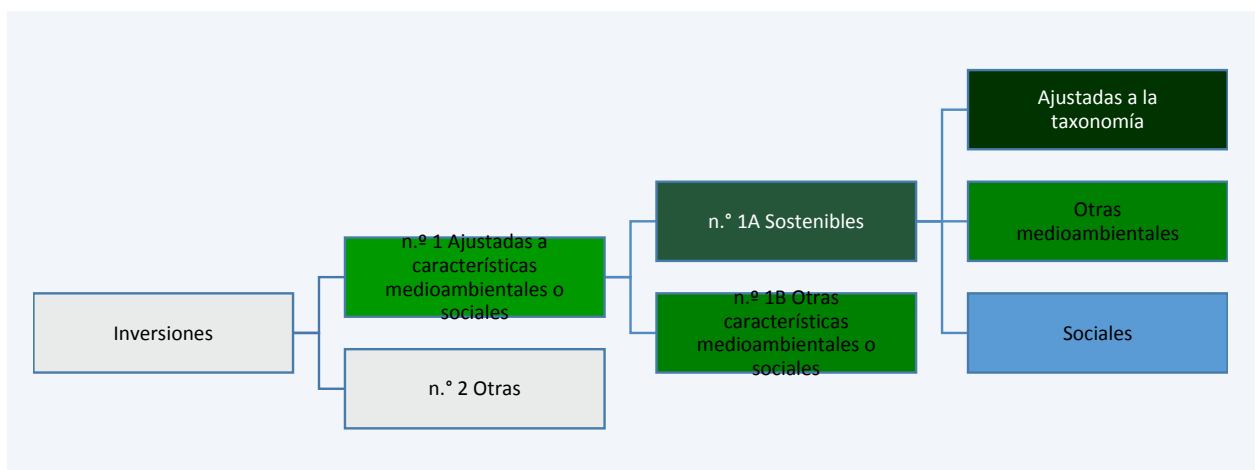 Inversiones
n.º 1 Ajustadas a
características
medioambientales o
sociales
n.° 2 Otras
n.° 1A Sostenibles
n.º 1B Otras
características
medioambientales o
sociales
Ajustadas a la
taxonomía
Otras
medioambientales
Sociales